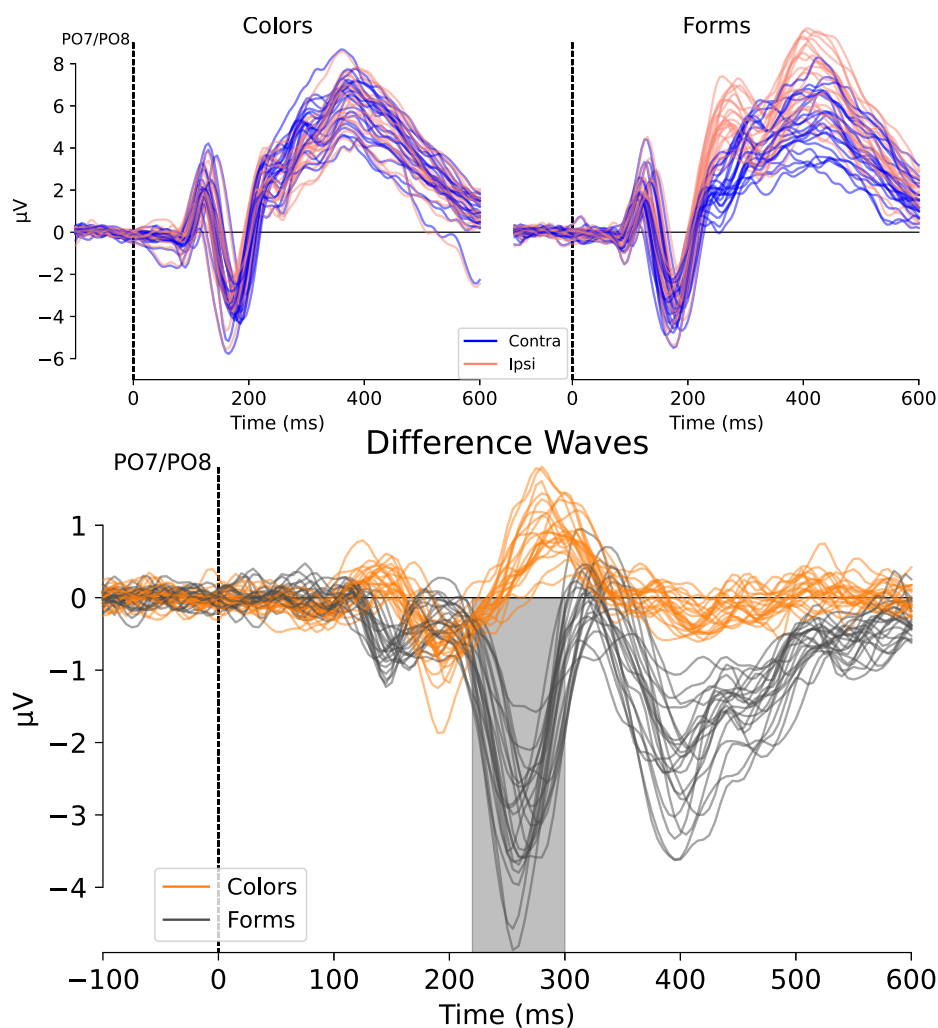 Colors
Forms
PO7/PO8
8
6
4
2
0
−2
−4
−6
µV
Contra
Ipsi
0
200
400
600
Time (ms)
0
200
400
600
Time (ms)
Difference Waves
PO7/PO8
1
0
−1
−2
−3
−4
µV
Colors
Forms
−100
0
100
200
300
400
500
600
Time (ms)